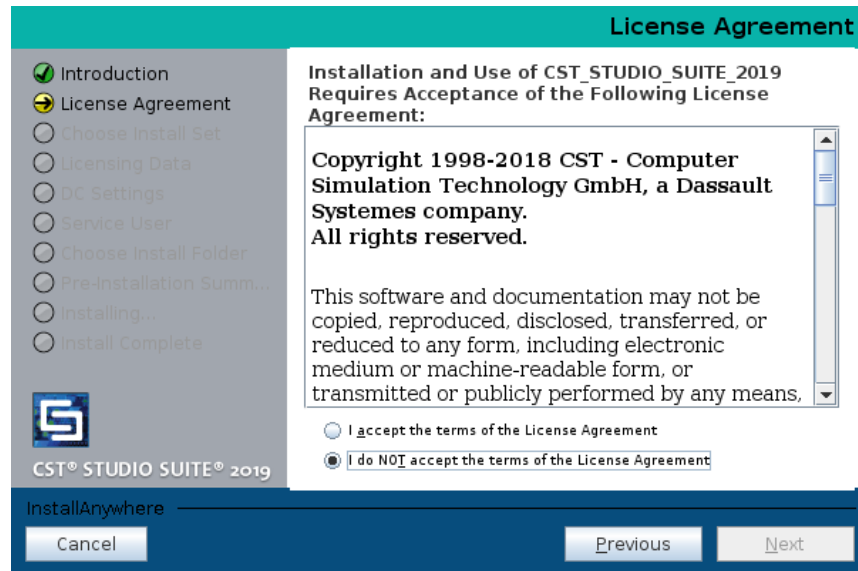 License Agreement
Introduction
License Agreement
Choose Install Set
Licensing Data
DC Settings
Service User
Choose Install Folder
Pre-Installation Summ...
Installing...
Install Complete
CST® STUDIO SUITE® 2019
Installation and Use of CST_STUDIO_SUITE_2019
Requires Acceptance of the Following License
Agreement:
Copyright 1998-2018 CST - Computer
Simulation Technology GmbH, a Dassault
Systemes company.
All rights reserved.
This software and documentation may not be
copied, reproduced, disclosed, transferred, or
reduced to any form, including electronic
medium or machine-readable form, or
transmitted or publicly performed by any means,
I accept the terms of the License Agreement
I do NOT accept the terms of the License Agreement
InstallAnywhere
Cancel
Previous
Next